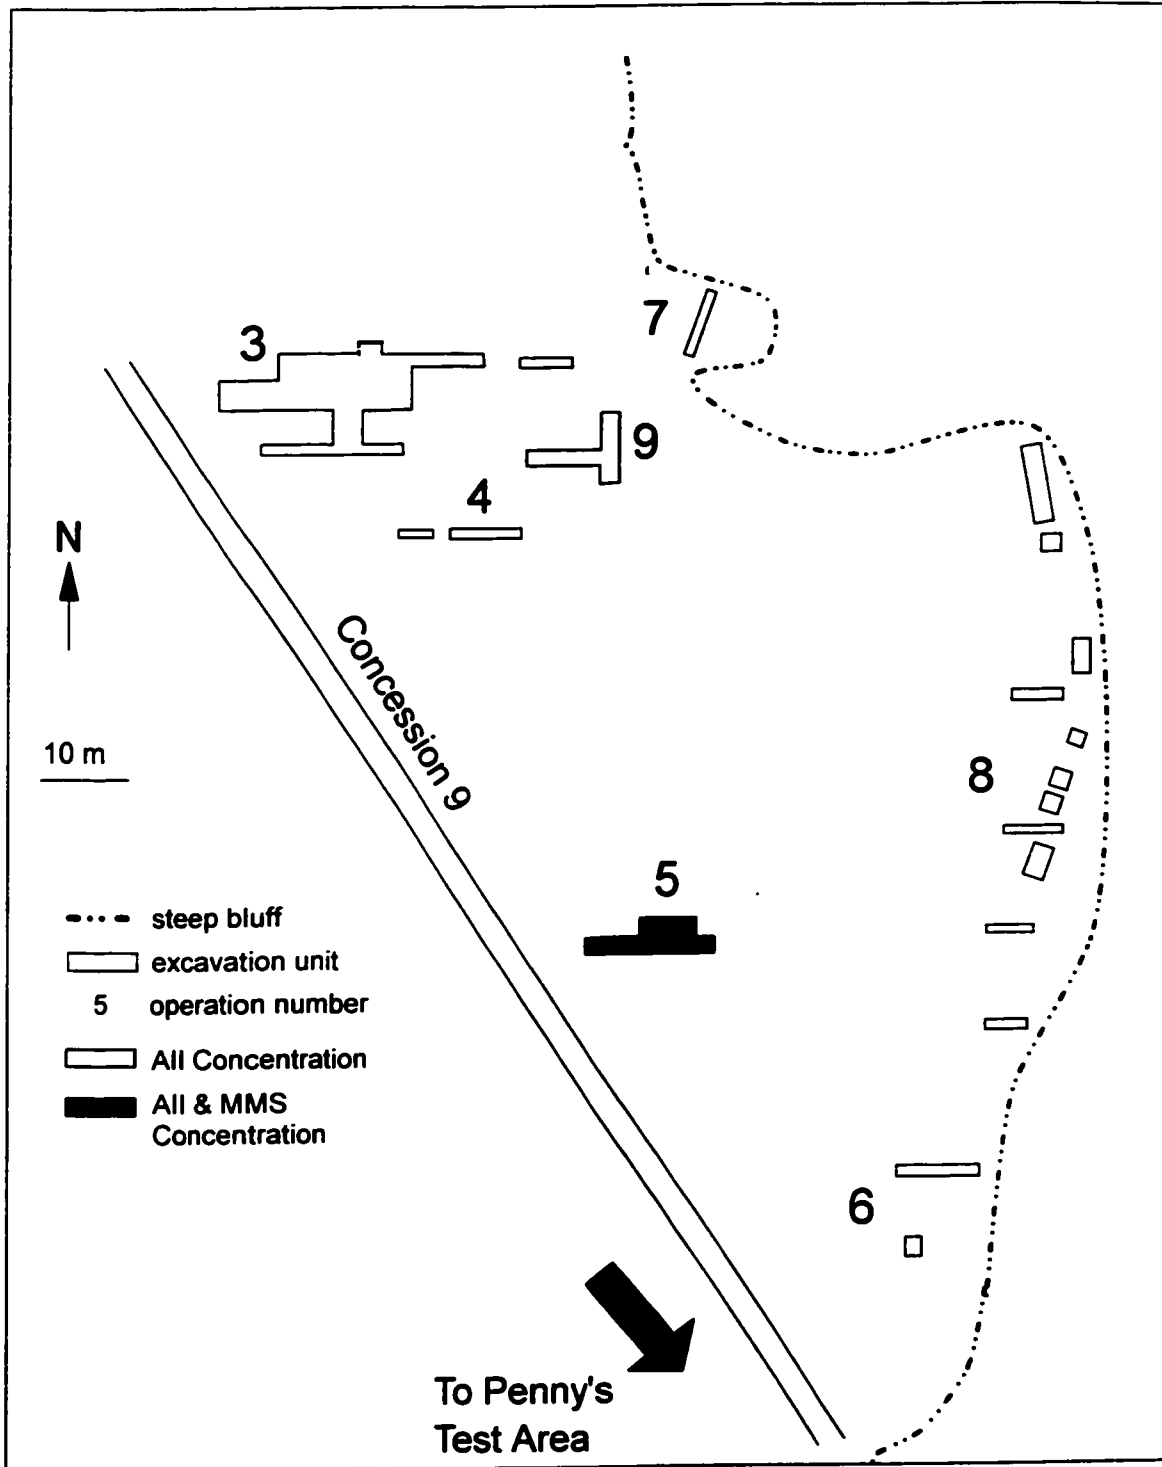 7
3
9
4
N
Concession 9
10 m
8
5
steep bluff
excavation unit
5 operation number
All Concentration
All & MMS
Concentration
6
To Penny's
Test Area